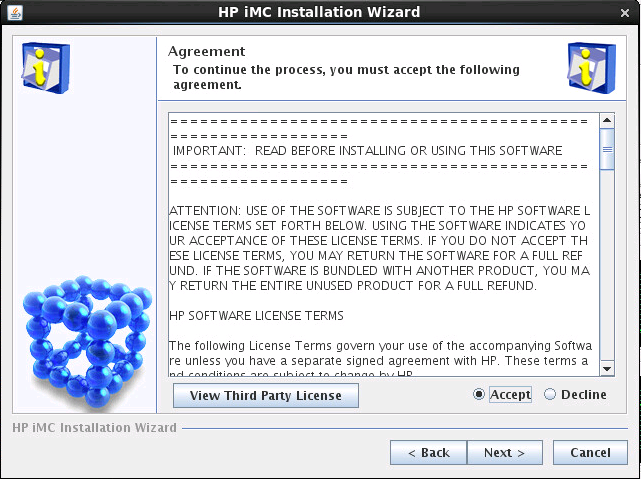 HP iMC Installation Wizard
Agreement
To continue the process, you must accept the following
agreement.
= = = = = = = = = = = = = = = = = = = = = = = = = = = = = = = = = = = = = = = = = =
= = = = = = = = = = = = = = = = = =
IMPORTANT: READ BEFORE INSTALLING OR USING THIS SOFTWARE
= = = = = = = = = = = = = = = = = = = = = = = = = = = = = = = = = = = = = = = = = =
= = = = = = = = = = = = = = = = = =
ATTENTION: USE OF THE SOFTWARE IS SUBJECT TO THE HP SOFTWARE L
ICENSE TERMS SET FORTH BELOW. USING THE SOFTWARE INDICATES YO
UR ACCEPTANCE OF THESE LICENSE TERMS. IF YOU DO NOT ACCEPT TH
ESE LICENSE TERMS, YOU MAY RETURN THE SOFTWARE FOR A FULL REF
UND. IF THE SOFTWARE IS BUNDLED WITH ANOTHER PRODUCT, YOU MA
Y RETURN THE ENTIRE UNUSED PRODUCT FOR A FULL REFUND.
HP SOFTWARE LICENSE TERMS
The following License Terms govern your use of the accompanying Softwa
re unless you have a separate signed agreement with HP. These terms a
nd conditions are subject to change by HP
View Third Party License
Accept
Decline
HP iMC Installation Wizard
< Back
Next >
Cancel